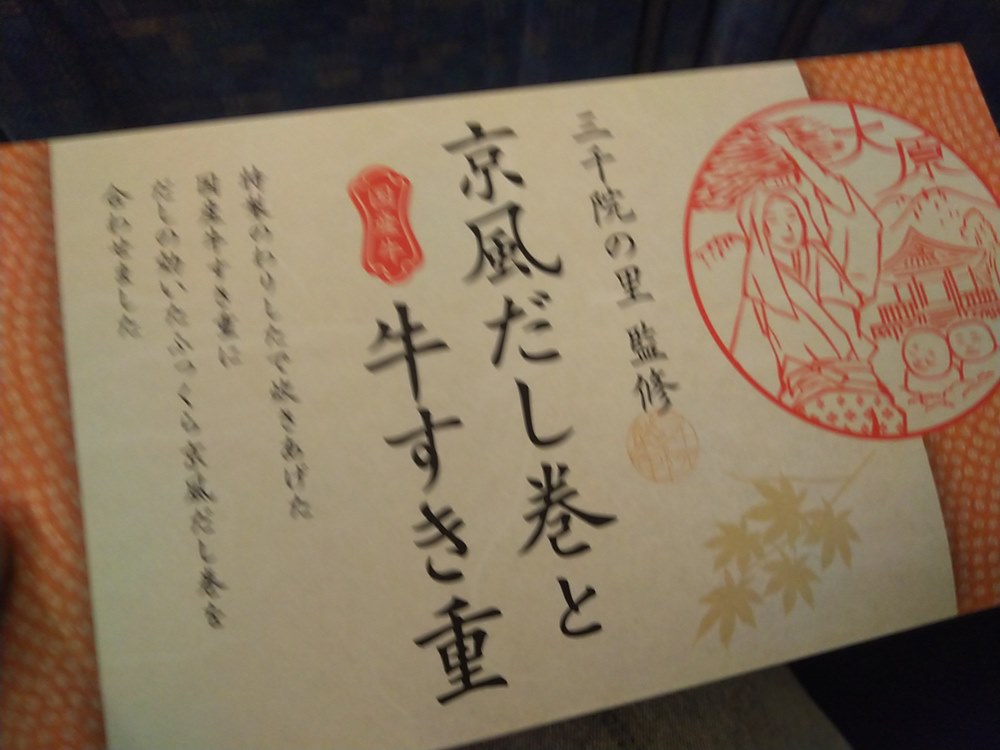 大原
三千院の里 監修
京風だし巻と
国産牛
牛すき重
特製わりしたで炊きあげた
国産牛すき重に
だしの効いたふっくら京風だし巻を
合わせました